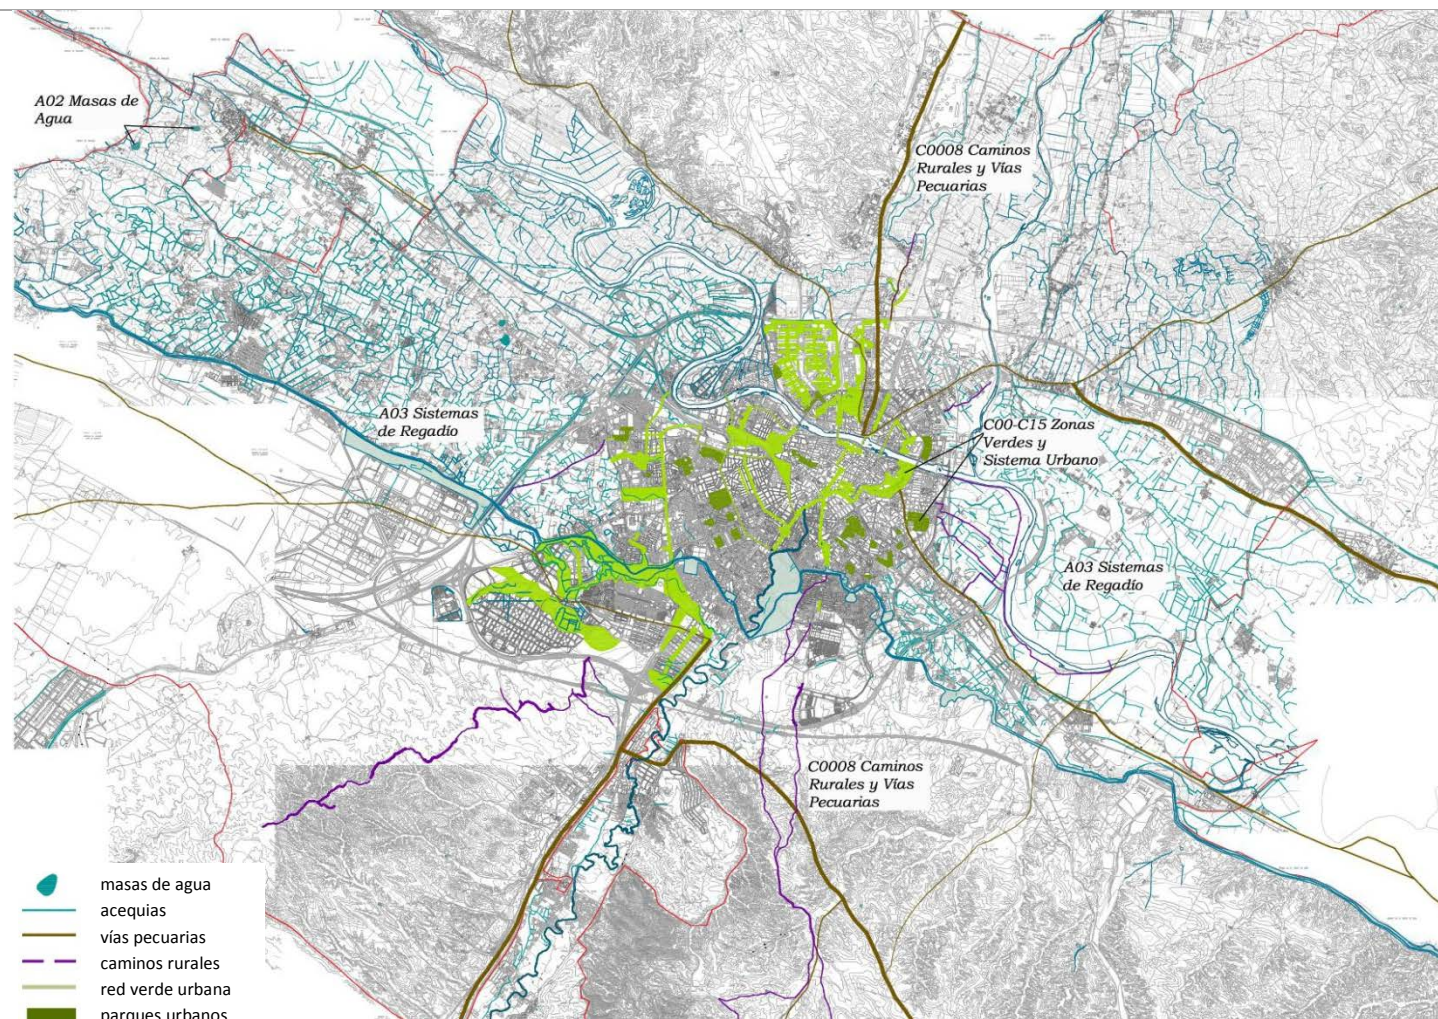 A02 Masas de
Agua
C0008 Caminos
Rurales y Vías
Pecuarias
A03 Sistemas
de Regadío
C00-C15 Zonas
Verdes y
Sistema Urbano
A03 Sistemas
de Regadío
C0008 Caminos
Rurales y Vías
Pecuarias
masas de agua
acequias
vías pecuarias
caminos rurales
red verde urbana
parques urbanos